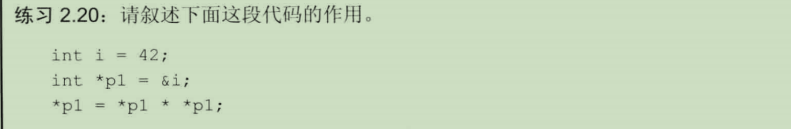 练习 2.20：请叙述下面这段代码的作用。
int i = 42;
int *p1 = &i;
*p1 = *p1 * *p1;